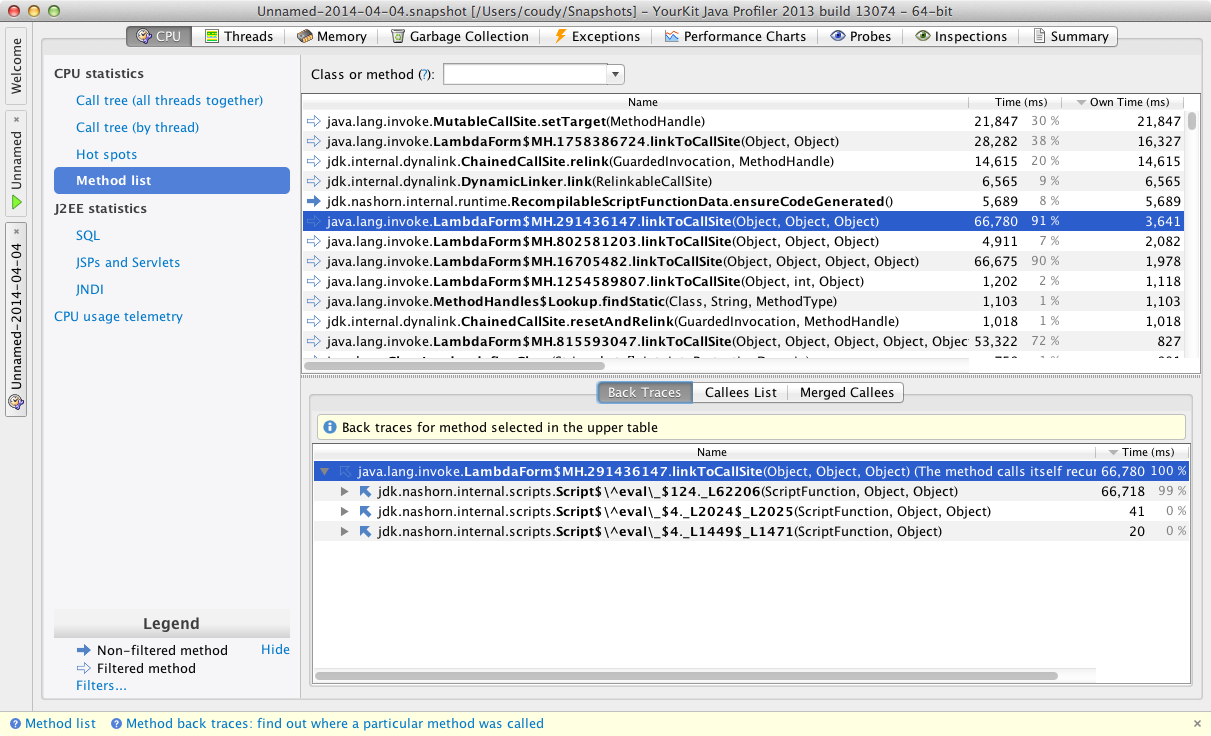 Unnamed-2014-04-04.snapshot [/Users/coudy/Snapshots] - YourKit Java Profiler 2013 build 13074 - 64-bit
Welcome
Unnamed
Unnamed-2014-04-04
CPU Threads Memory Garbage Collection Exceptions Performance Charts Probes Inspections Summary
CPU statistics
Call tree (all threads together)
Call tree (by thread)
Hot spots
Method list
J2EE statistics
SQL
JSPs and Servlets
JNDI
CPU usage telemetry
Legend
Non-filtered method Hide
Filtered method
Filters...
Class or method (?):
Name Time (ms) Own Time (ms)
java.lang.invoke.MutableCallSite.setTarget(MethodHandle) 21,847 30 % 21,847
java.lang.invoke.LambdaForm$MH.1758386724.linkToCallSite(Object, Object) 28,282 38 % 16,327
jdk.internal.dynalink.ChainedCallSite.relink(GuardedInvocation, MethodHandle) 14,615 20 % 14,615
jdk.internal.dynalink.DynamicLinker.link(RelinkableCallSite) 6,565 9 % 6,565
jdk.nashorn.internal.runtime.RecompilableScriptFunctionData.ensureCodeGenerated() 5,689 8 % 5,689
java.lang.invoke.LambdaForm$MH.291436147.linkToCallSite(Object, Object, Object) 66,780 91 % 3,641
java.lang.invoke.LambdaForm$MH.802581203.linkToCallSite(Object, Object, Object) 4,911 7 % 2,082
java.lang.invoke.LambdaForm$MH.16705482.linkToCallSite(Object, Object, Object, Object) 66,675 90 % 1,978
java.lang.invoke.LambdaForm$MH.1254589807.linkToCallSite(Object, int, Object) 1,202 2 % 1,118
java.lang.invoke.MethodHandles$Lookup.findStatic(Class, String, MethodType) 1,103 1 % 1,103
jdk.internal.dynalink.ChainedCallSite.resetAndRelink(GuardedInvocation, MethodHandle) 1,018 1 % 1,018
java.lang.invoke.LambdaForm$MH.815593047.linkToCallSite(Object, Object, Object, Object, Objec 53,322 72 % 827
Back Traces Callees List Merged Callees
Back traces for method selected in the upper table
Name Time (ms)
java.lang.invoke.LambdaForm$MH.291436147.linkToCallSite(Object, Object, Object) (The method calls itself recur 66,780 100 %
jdk.nashorn.internal.scripts.Script$\^eval\_$124._L62206(ScriptFunction, Object, Object) 66,718 99 %
jdk.nashorn.internal.scripts.Script$\^eval\_$4._L2024$_L2025(ScriptFunction, Object, Object) 41 0 %
jdk.nashorn.internal.scripts.Script$\^eval\_$4._L1449$_L1471(ScriptFunction, Object) 20 0 %
Method list Method back traces: find out where a particular method was called